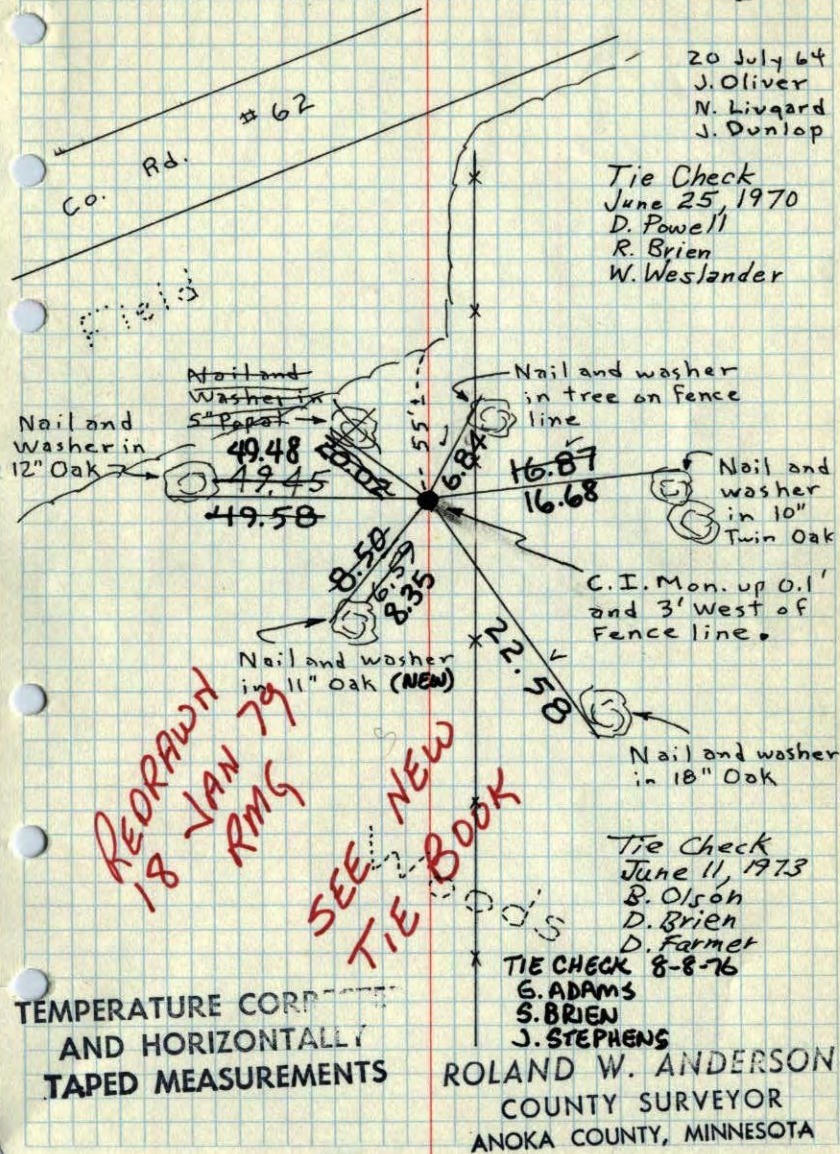 20 July 64
J. Oliver
N. Livgard
J. Dunlop
Co. Rd. # 62
Tie Check
June 25, 1970
D. Powell
R. Brien
W. Weslander
Field
Nail and
Washer in
5" Popal
Nail and washer
in tree on Fence
line
Nail and
Washer in
12" Oak
49.48
49.45
49.58
20.02
55'±
6.84
16.87
16.68
Nail and
washer
in 10"
Twin Oak
8.50
6.59
8.35
C.I. Mon. up 0.1'
and 3' West of
Fence line.
Nail and washer
in 11" Oak (NEW)
22.58
Nail and washer
in 18" Oak
REDRAWN
18 JAN 79
RMG
SEE NEW
TIE BOOK
Woods
Tie Check
June 11, 1973
B. Olson
D. Brien
D. Farmer
TIE CHECK 8-8-76
G. ADAMS
S. BRIEN
J. STEPHENS
TEMPERATURE CORRECTED
AND HORIZONTALLY
TAPED MEASUREMENTS
ROLAND W. ANDERSON
COUNTY SURVEYOR
ANOKA COUNTY, MINNESOTA